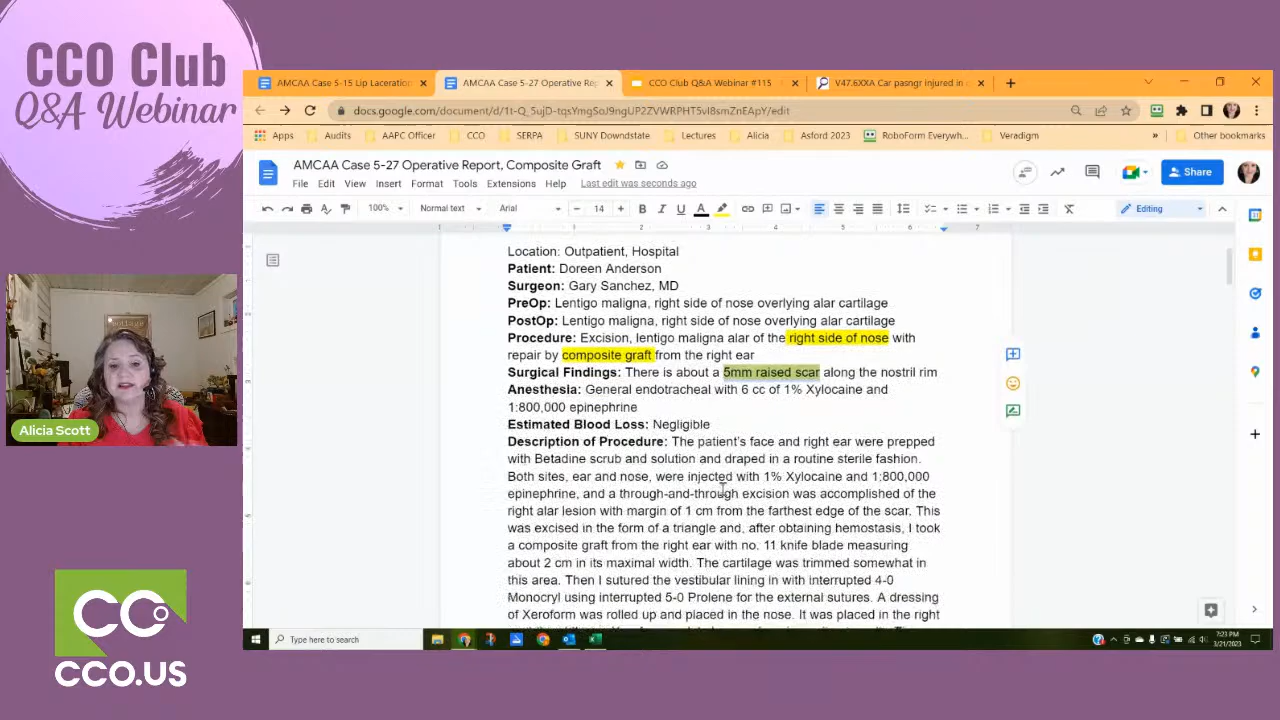 CCO Club
Q&A Webinar
AMCAA Case 5-15 Lip Laceration
AMCAA Case 5-27 Operative Rep
CCO Club Q&A Webinar #115
V47.6XXA Car pasngr injured in c
docs.google.com/document/d/
Apps
Audits
AAPC Officer
CCO
SERPA
SUNY Downstate
Lectures
Alicia
Asford 2023
RoboForm Everywh...
Veradigm
»
Other bookmarks
AMCAA Case 5-27 Operative Report, Composite Graft
File Edit View Insert Format Tools Extensions Help Last edit was seconds ago
Share
100% Normal text Arial 14 B I U A Editing
1 1 2 3 4 5 6 7
Location: Outpatient, Hospital
Patient: Doreen Anderson
Surgeon: Gary Sanchez, MD
PreOp: Lentigo maligna, right side of nose overlying alar cartilage
PostOp: Lentigo maligna, right side of nose overlying alar cartilage
Procedure: Excision, lentigo maligna alar of the right side of nose with
repair by composite graft from the right ear
Surgical Findings: There is about a 5mm raised scar along the nostril rim
Anesthesia: General endotracheal with 6 cc of 1% Xylocaine and
1:800,000 epinephrine
Estimated Blood Loss: Negligible
Description of Procedure: The patient's face and right ear were prepped
with Betadine scrub and solution and draped in a routine sterile fashion.
Both sites, ear and nose, were injected with 1% Xylocaine and 1:800,000
epinephrine, and a through-and-through excision was accomplished of the
right alar lesion with margin of 1 cm from the farthest edge of the scar. This
was excised in the form of a triangle and, after obtaining hemostasis, I took
a composite graft from the right ear with no. 11 knife blade measuring
about 2 cm in its maximal width. The cartilage was trimmed somewhat in
this area. Then I sutured the vestibular lining in with interrupted 4-0
Monocryl using interrupted 5-0 Prolene for the external sutures. A dressing
of Xeroform was rolled up and placed in the nose. It was placed in the right
Alicia Scott
CCO
CCO.US
Type here to search
7:23 PM
3/21/2023